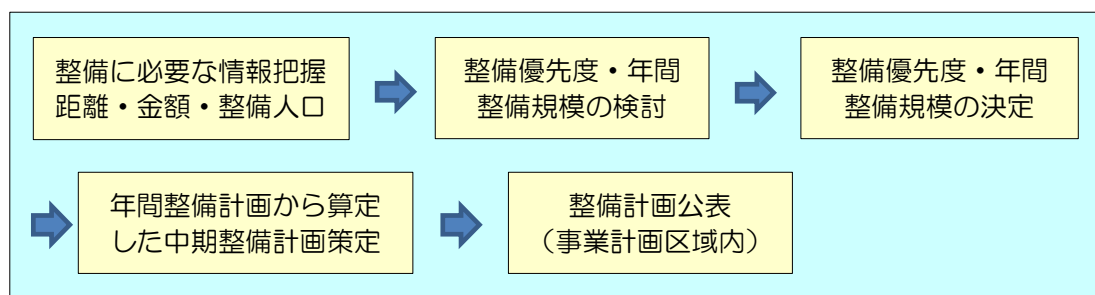 整備に必要な情報把握
距離・金額・整備人口
整備優先度・年間
整備規模の検討
整備優先度・年間
整備規模の決定
年間整備計画から算定
した中期整備計画策定
整備計画公表
（事業計画区域内）